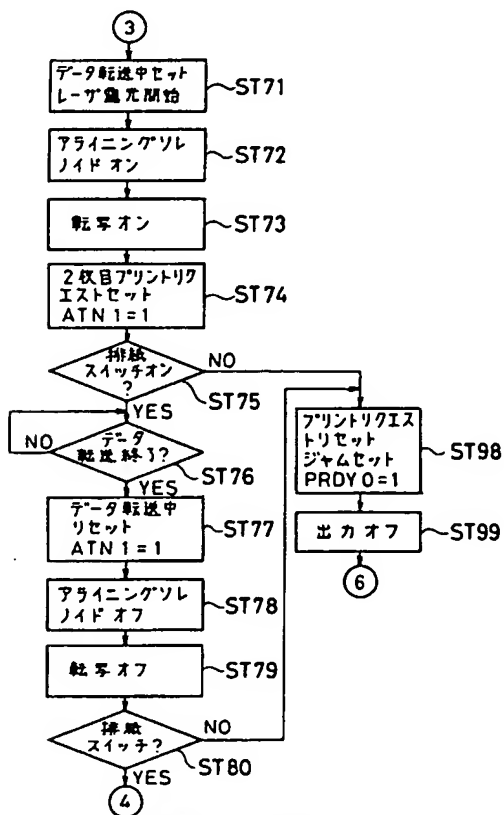 3
データ転送中セット
レーザ露光開始
ST71
アライニングソレ
ノイド オン
ST72
転写オン
ST73
2枚目プリントリク
エストセット
ATN 1=1
ST74
排紙
スイッチオン
?
NO
ST75
YES
データ
転送終了?
NO
ST76
YES
データ転送中
リセット
ATN 1=1
ST77
アライニングソレ
ノイド オフ
ST78
転写オフ
ST79
排紙
スイッチ?
NO
ST80
YES
4
プリントリクエス
トリセット
ジャムセット
PRDY 0=1
ST98
出力オフ
ST99
6